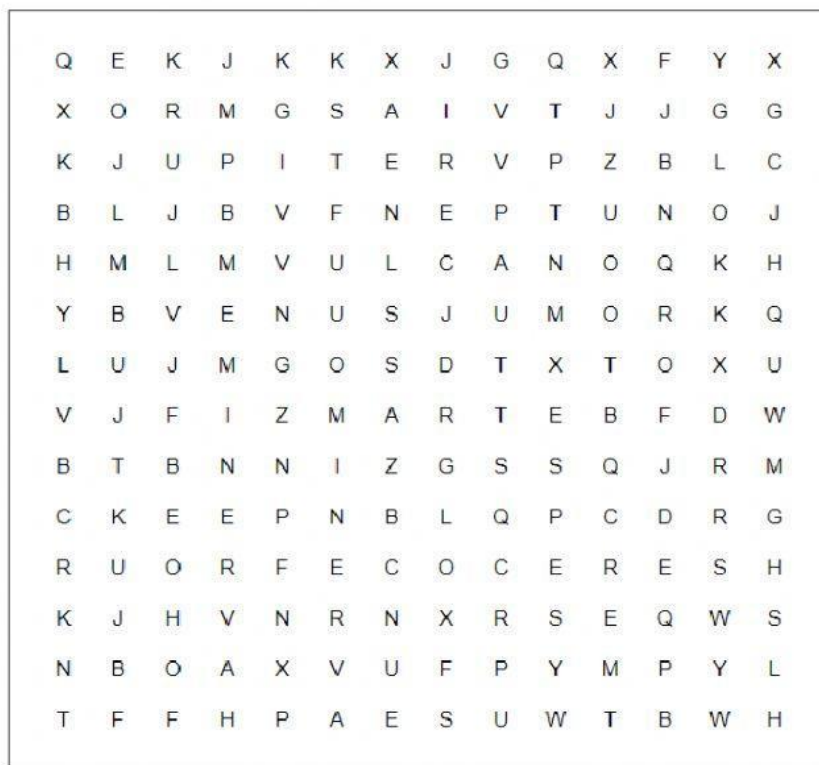 Q E K J K K X J G Q X F Y X
X O R M G S A I V T J J G G
K J U P I T E R V P Z B L C
B L J B V F N E P T U N O J
H M L M V U L C A N O Q K H
Y B V E N U S J U M O R K Q
L U J M G O S D T X T O X U
V J F I Z M A R T E B F D W
B T B N N I Z G S S Q J R M
C K E E P N B L Q P C D R G
R U O R F E C O C E R E S H
K J H V N R N X R S E Q W S
N B O A X V U F P Y M P Y L
T F F H P A E S U W T B W H